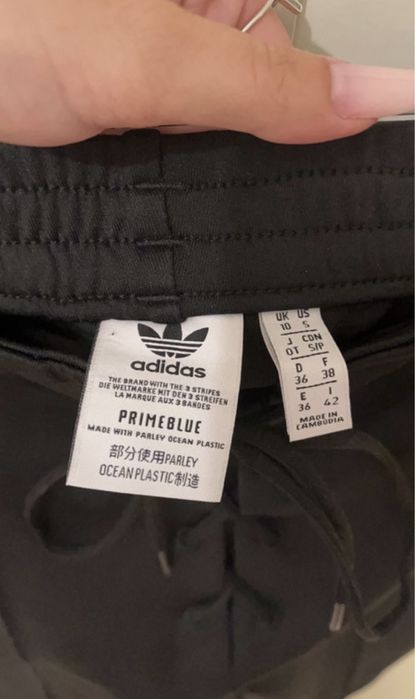 adidas
THE BRAND WITH THE 3 STRIPES
DIE WELTMARKE MIT DEN 3 STREIFEN
LA MARQUE AUX 3 BANDES
PRIMEBLUE
MADE WITH PARLEY OCEAN PLASTIC
部分使用PARLEY
OCEAN PLASTIC制造
UK US
10 S
J CDN
OT S/P
D F
36 38
E I
36 42
MADE IN
CAMBODIA